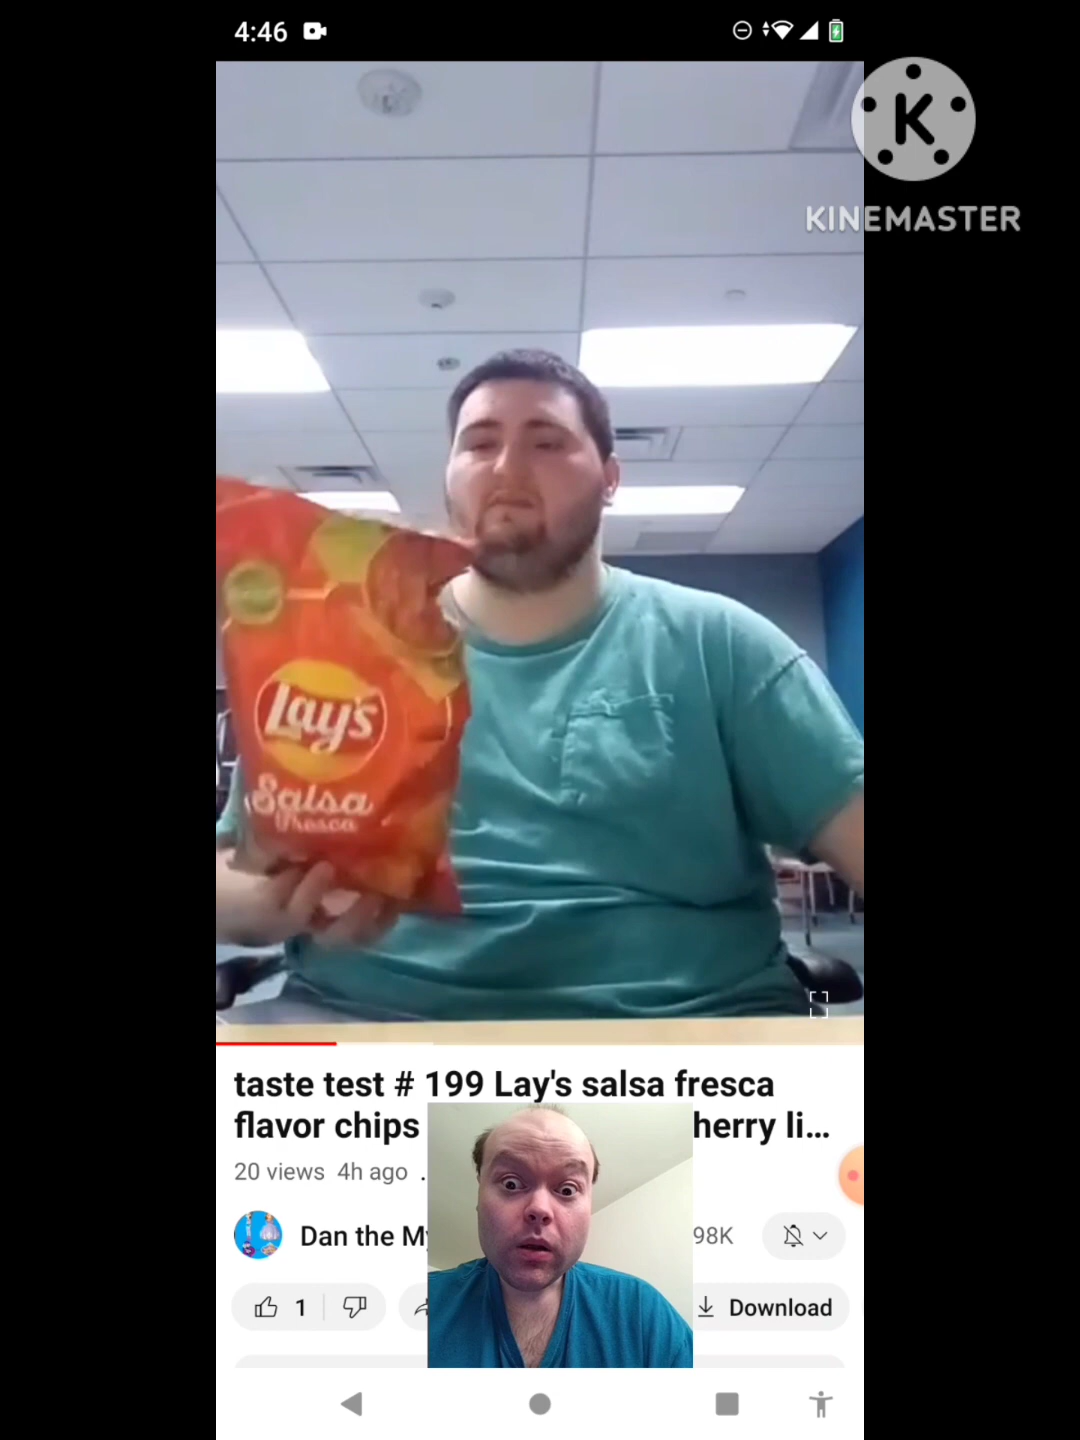 4:46
K
KINEMASTER
Lay's
Salsa
Fresca
taste test # 199 Lay's salsa fresca
flavor chips herry li...
20 views 4h ago .
Dan the M 98K
1 Download